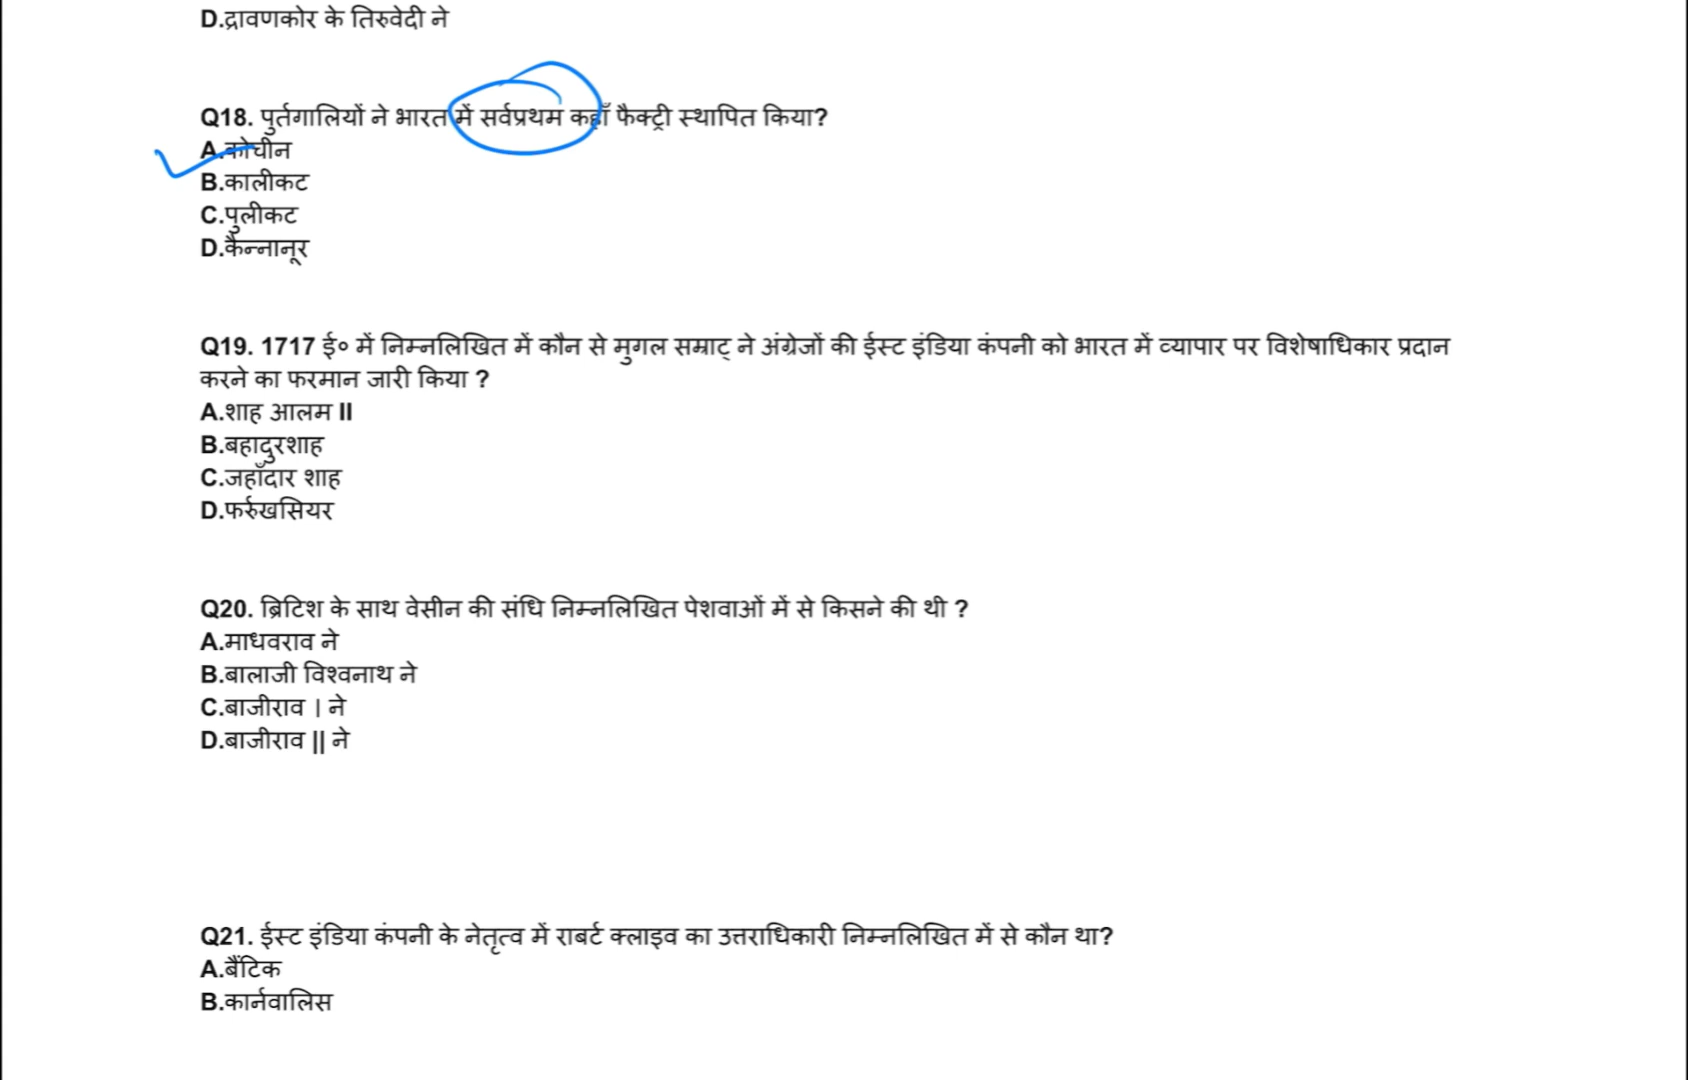 D.द्रावणकोर के तिरुवेदी ने
Q18. पुर्तगालियों ने भारत में सर्वप्रथम कहाँ फैक्ट्री स्थापित किया?
A.कोचीन
B.कालीकट
C.पुलीकट
D.कैन्नानूर
Q19. 1717 ई० में निम्नलिखित में कौन से मुगल सम्राट् ने अंग्रेजों की ईस्ट इंडिया कंपनी को भारत में व्यापार पर विशेषाधिकार प्रदान
करने का फरमान जारी किया ?
A.शाह आलम II
B.बहादुरशाह
C.जहाँदार शाह
D.फर्रुखसियर
Q20. ब्रिटिश के साथ वेसीन की संधि निम्नलिखित पेशवाओं में से किसने की थी ?
A.माधवराव ने
B.बालाजी विश्वनाथ ने
C.बाजीराव | ने
D.बाजीराव || ने
Q21. ईस्ट इंडिया कंपनी के नेतृत्व में राबर्ट क्लाइव का उत्तराधिकारी निम्नलिखित में से कौन था?
A.बैंटिक
B.कार्नवालिस